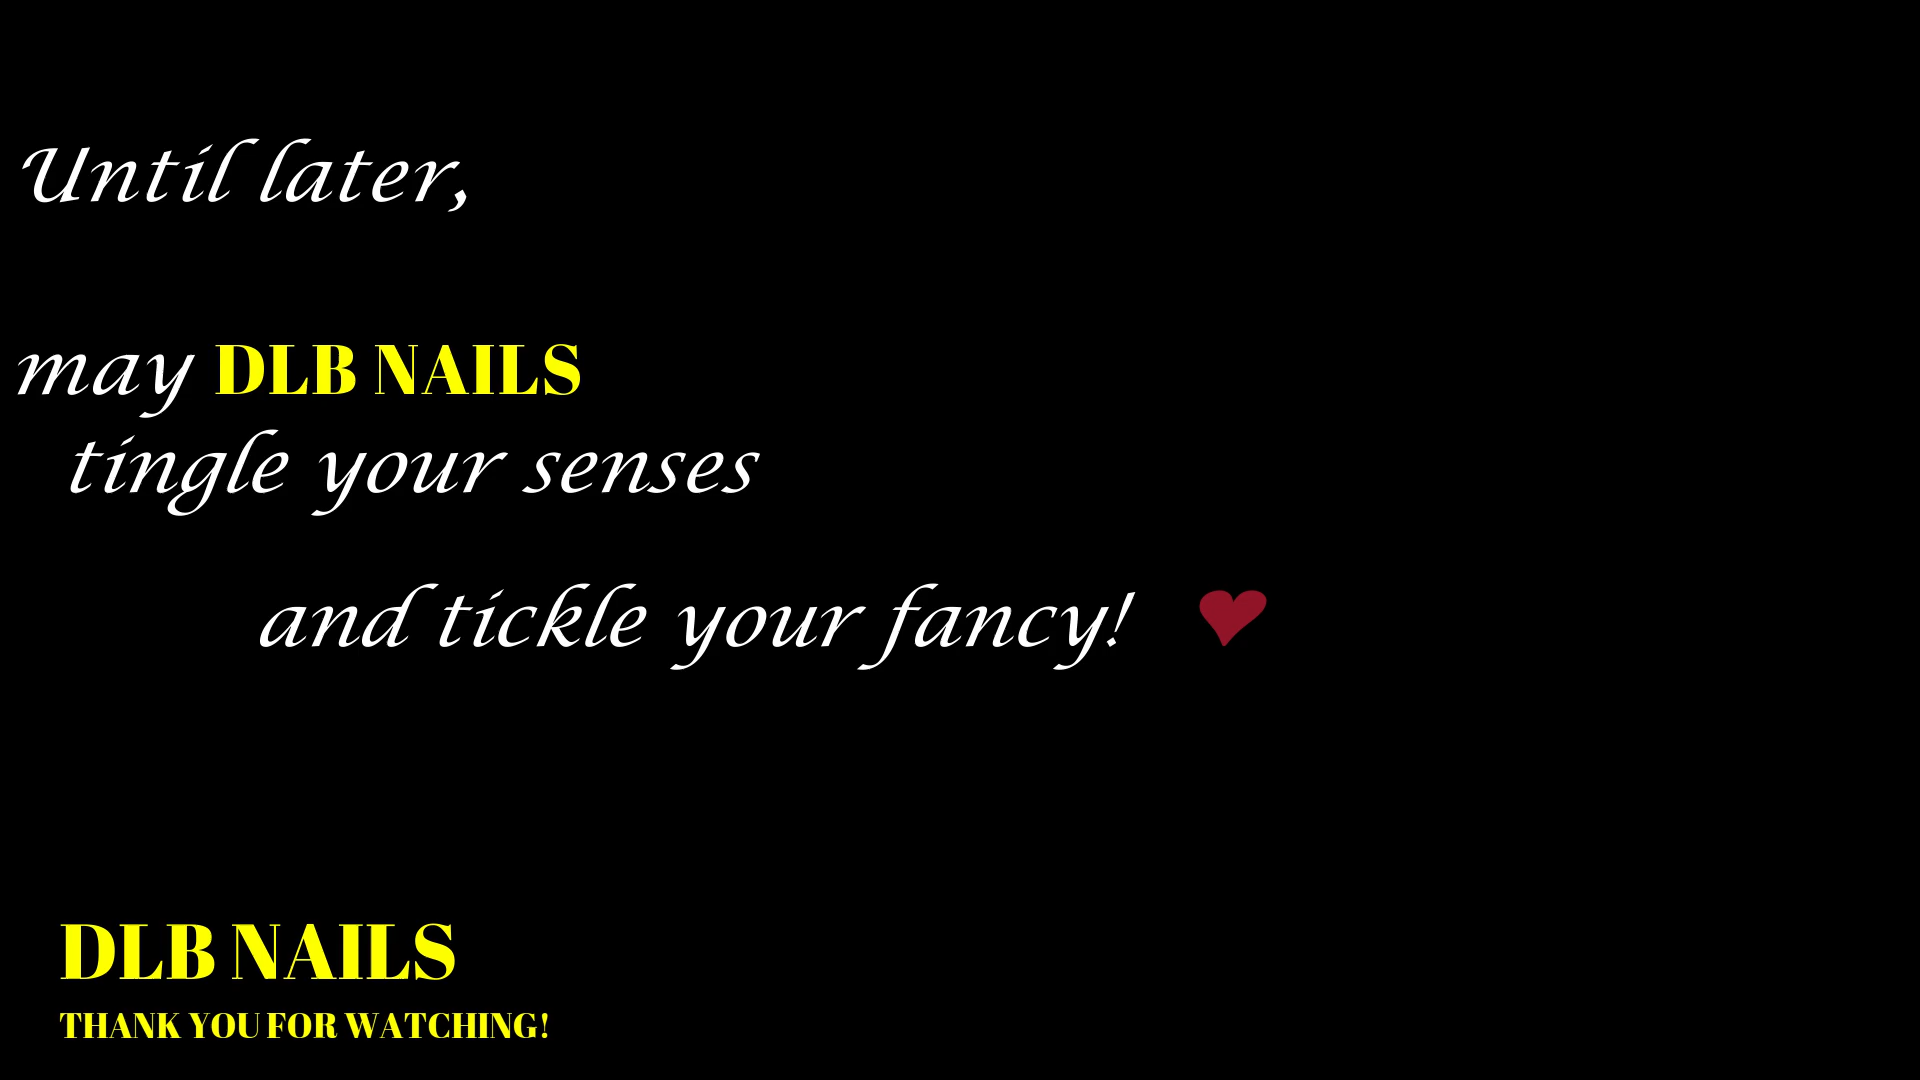 Until later,
may DLB NAILS
tingle your senses
and tickle your fancy!
DLB NAILS
THANK YOU FOR WATCHING!